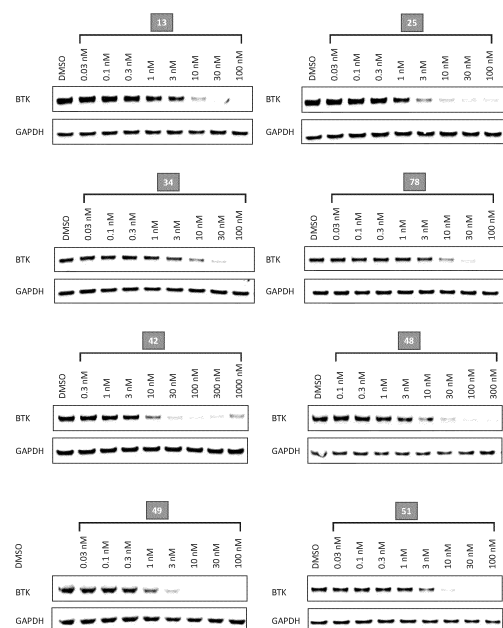 13
25
DMSO 0.03 nM 0.1 nM 0.3 nM 1 nM 3 nM 10 nM 30 nM 100 nM
DMSO 0.03 nM 0.1 nM 0.3 nM 1 nM 3 nM 10 nM 30 nM 100 nM
BTK
BTK
GAPDH
GAPDH
34
78
DMSO 0.03 nM 0.1 nM 0.3 nM 1 nM 3 nM 10 nM 30 nM 100 nM
DMSO 0.03 nM 0.1 nM 0.3 nM 1 nM 3 nM 10 nM 30 nM 100 nM
BTK
BTK
GAPDH
GAPDH
42
48
DMSO 0.3 nM 1 nM 3 nM 10 nM 30 nM 100 nM 300 nM 1000 nM
DMSO 0.1 nM 0.3 nM 1 nM 3 nM 10 nM 30 nM 100 nM 300 nM
BTK
BTK
GAPDH
GAPDH
49
51
DMSO 0.03 nM 0.1 nM 0.3 nM 1 nM 3 nM 10 nM 30 nM 100 nM
DMSO 0.03 nM 0.1 nM 0.3 nM 1 nM 3 nM 10 nM 30 nM 100 nM
BTK
BTK
GAPDH
GAPDH